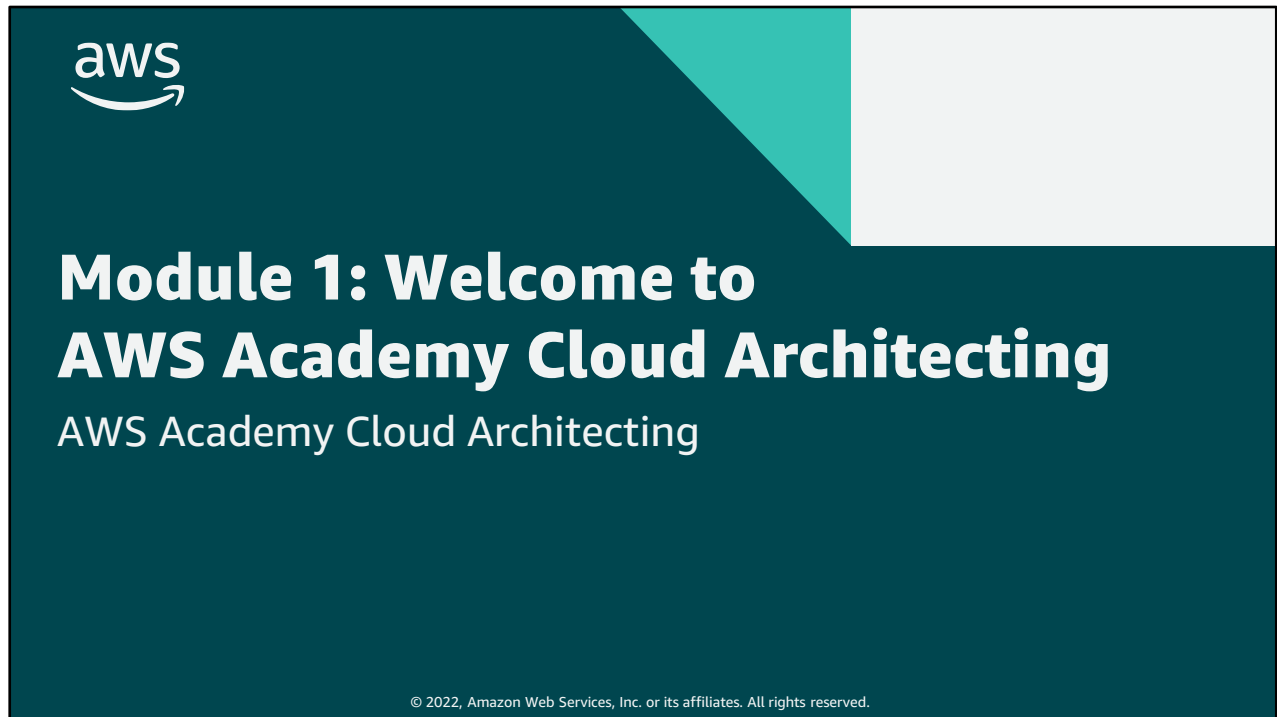 aws
Module 1: Welcome to
AWS Academy Cloud Architecting
AWS Academy Cloud Architecting
© 2022, Amazon Web Services, Inc. or its affiliates. All rights reserved.